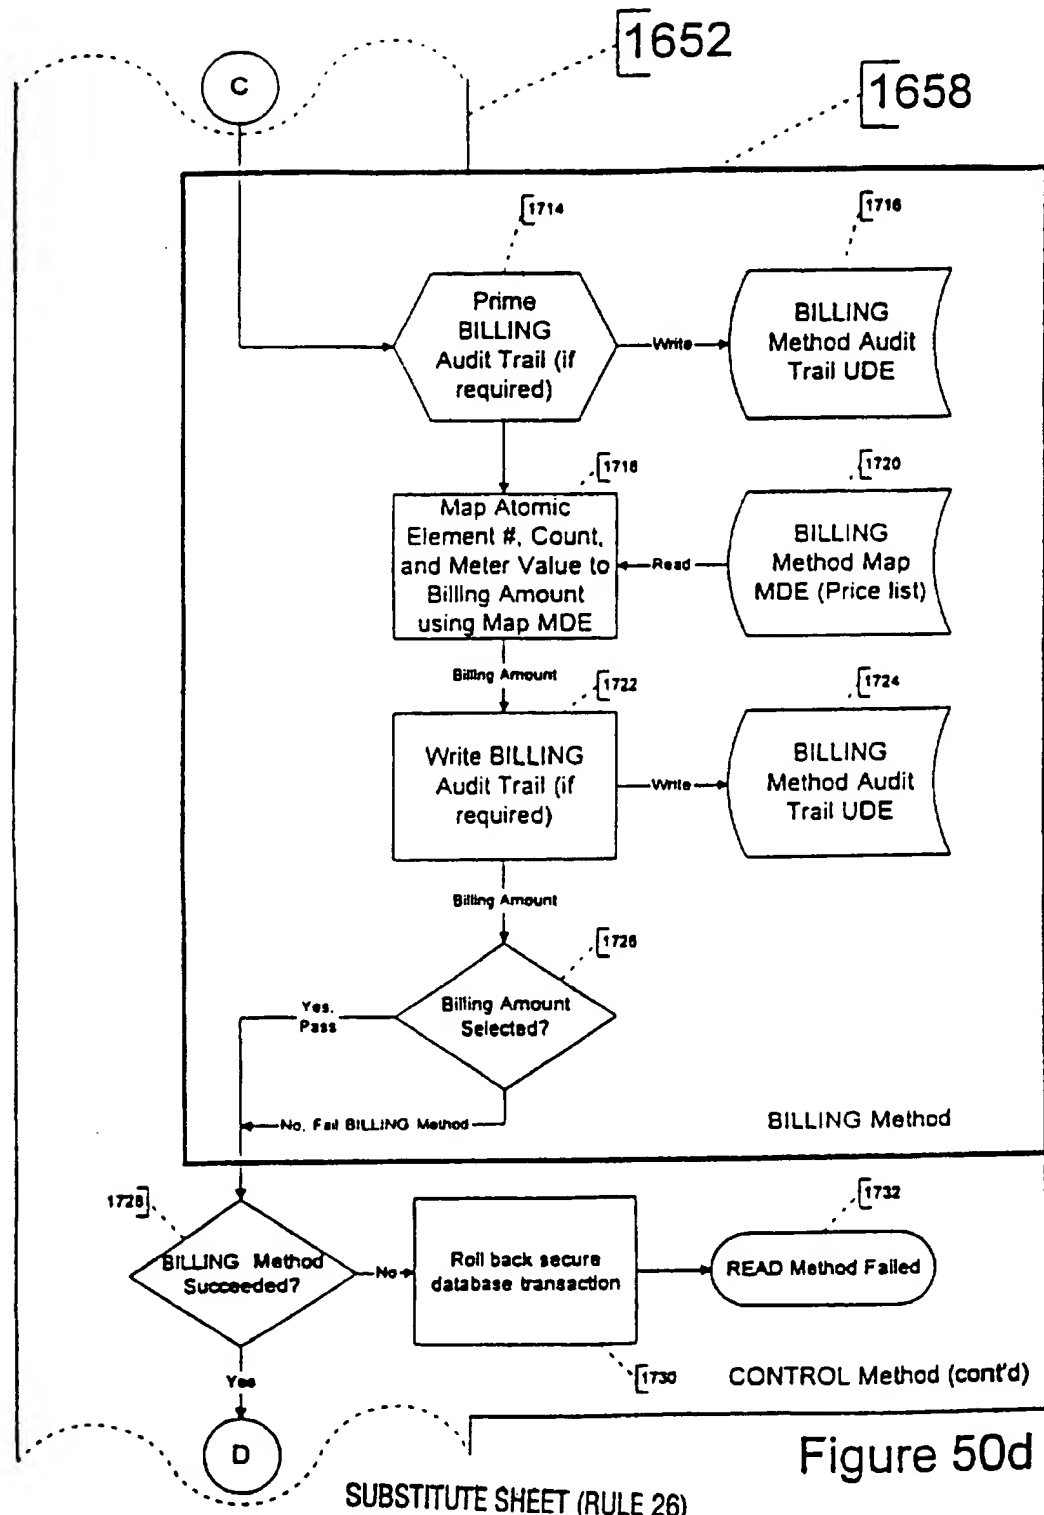 1652
C
1658
1714
1716
Prime
BILLING
Audit Trail (if
required)
Write
BILLING
Method Audit
Trail UDE
1718
1720
Map Atomic
Element #, Count,
and Meter Value to
Billing Amount
using Map MDE
Read
BILLING
Method Map
MDE (Price list)
Billing Amount
1722
1724
Write BILLING
Audit Trail (if
required)
Write
BILLING
Method Audit
Trail UDE
Billing Amount
1726
Billing Amount
Selected?
Yes,
Pass
No, Fail BILLING Method
BILLING Method
1728
1732
BILLING Method
Succeeded?
No
Roll back secure
database transaction
READ Method Failed
Yes
1730
CONTROL Method (cont'd)
D
Figure 50d
SUBSTITUTE SHEET (RULE 26)